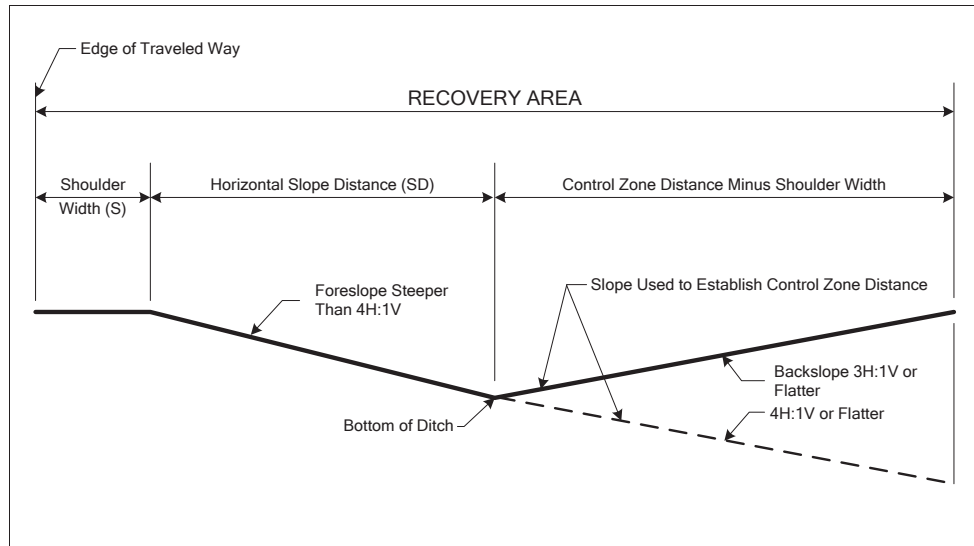 Edge of Traveled Way
RECOVERY AREA
Shoulder
Width (S)
Horizontal Slope Distance (SD)
Control Zone Distance Minus Shoulder Width
Foreslope Steeper
Than 4H:1V
Slope Used to Establish Control Zone Distance
Backslope 3H:1V or
Flatter
Bottom of Ditch
4H:1V or Flatter